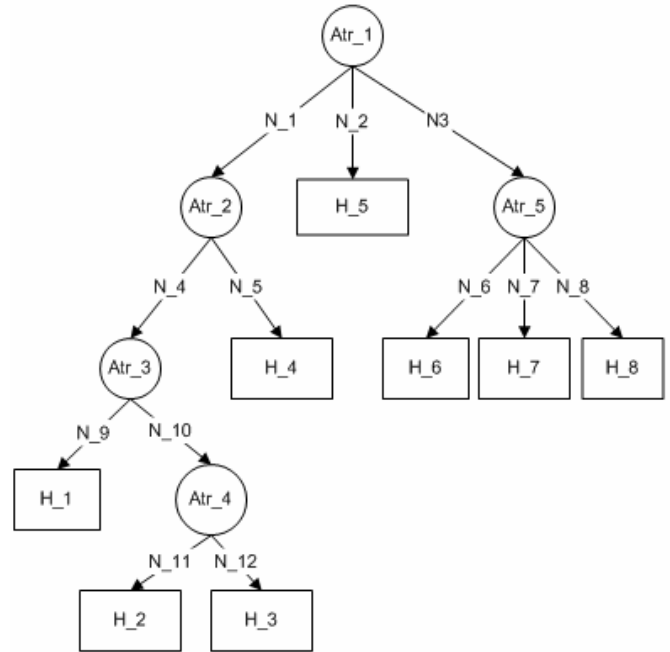 Atr_1
N_1 N_2 N3
Atr_2 H_5 Atr_5
N_4 N_5 N_6 N_7 N_8
Atr_3 H_4 H_6 H_7 H_8
N_9 N_10
H_1 Atr_4
N_11 N_12
H_2 H_3